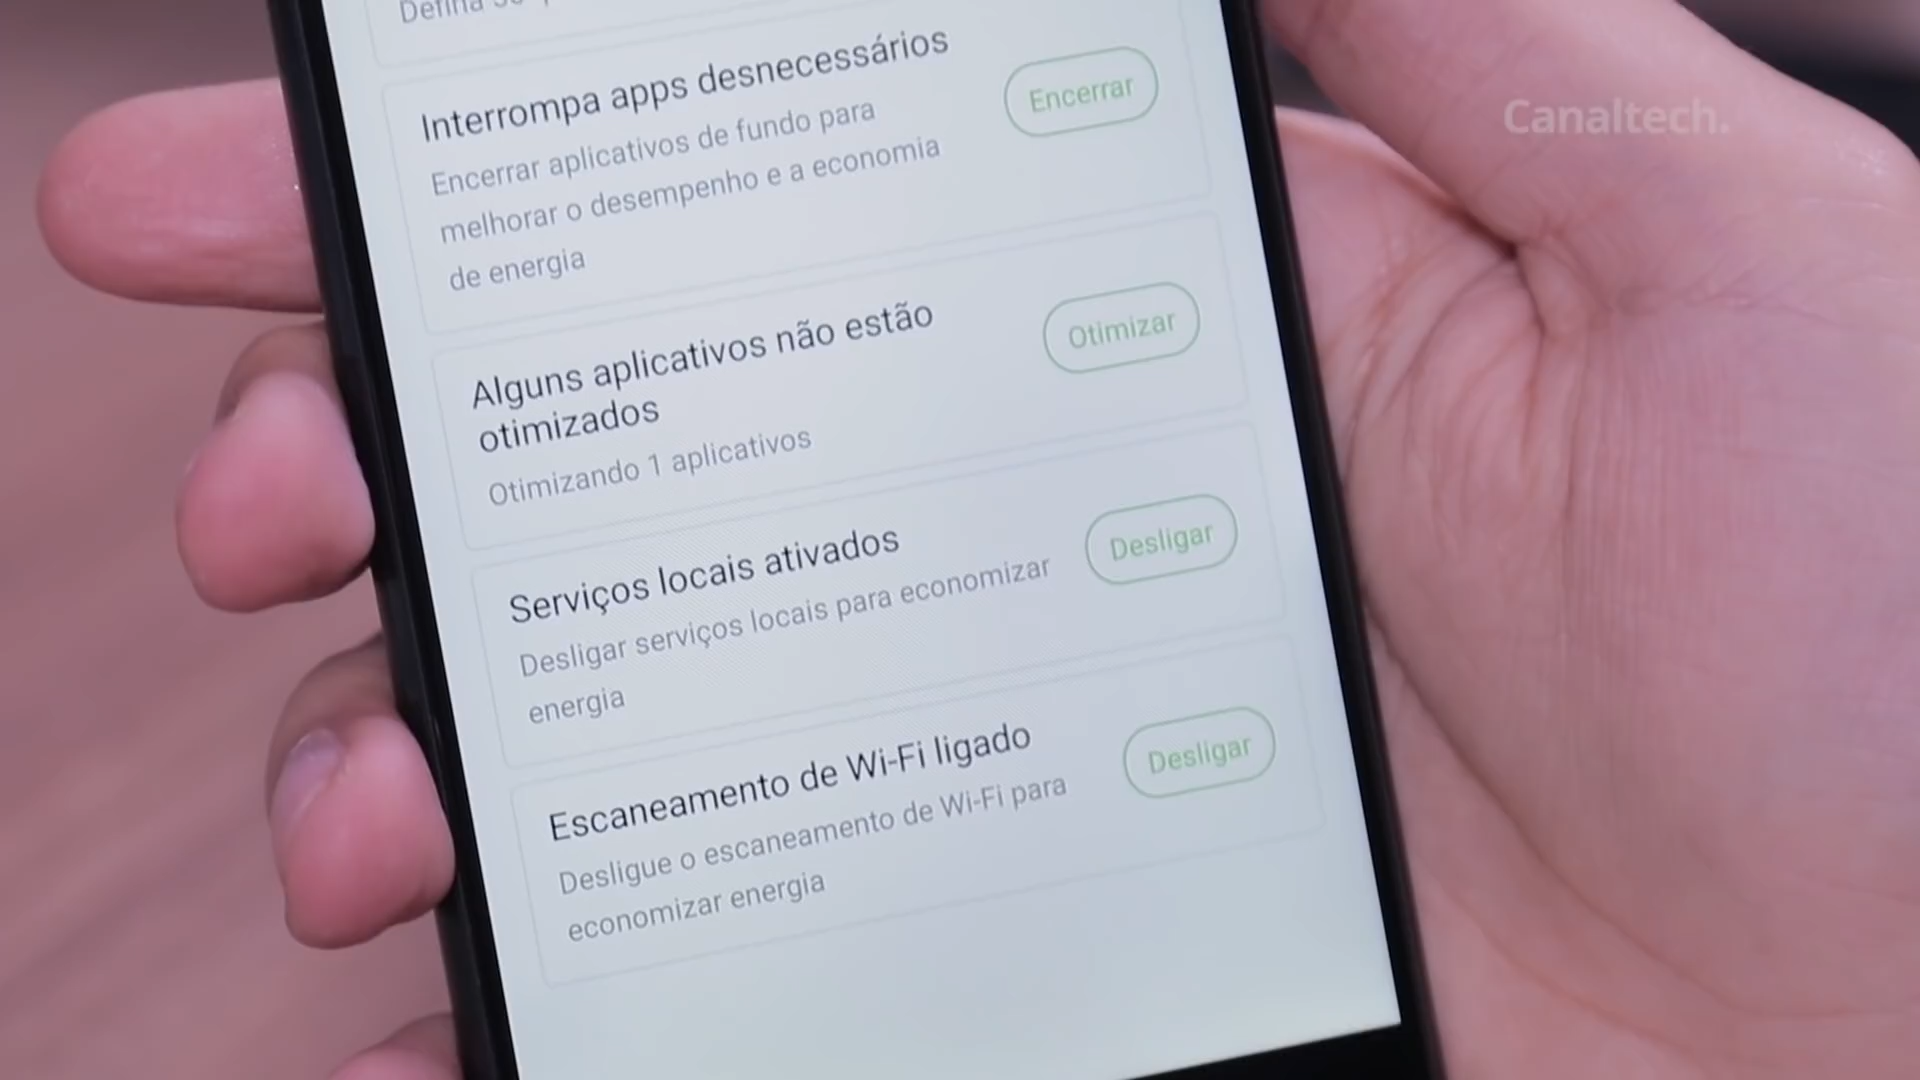 Defina
Interrompa apps desnecessários
Encerrar aplicativos de fundo para
melhorar o desempenho e a economia
de energia
Encerrar
Alguns aplicativos não estão
otimizados
Otimizando 1 aplicativos
Otimizar
Serviços locais ativados
Desligar serviços locais para economizar
energia
Desligar
Escaneamento de Wi-Fi ligado
Desligue o escaneamento de Wi-Fi para
economizar energia
Desligar
Canaltech.